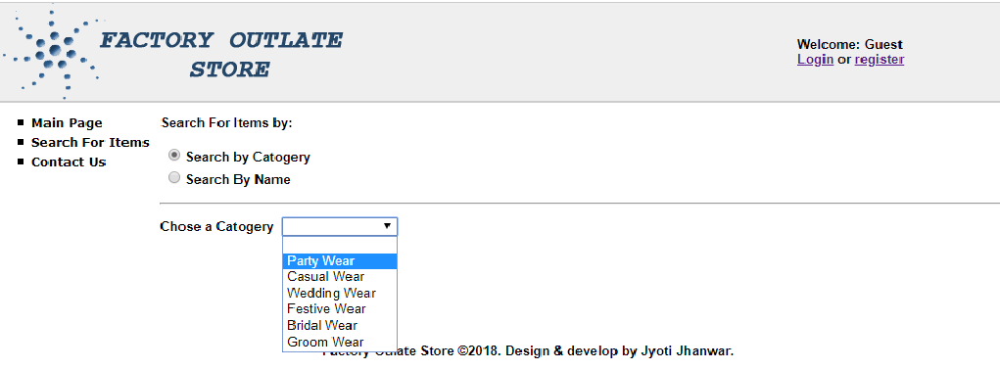 FACTORY OUTLATE
STORE
Welcome: Guest
Login or register
Main Page
Search For Items
Contact Us
Search For Items by:
Search by Catogery
Search By Name
Chose a Catogery
Party Wear
Casual Wear
Wedding Wear
Festive Wear
Bridal Wear
Groom Wear
Factory Outlate Store ©2018. Design & develop by Jyoti Jhanwar.